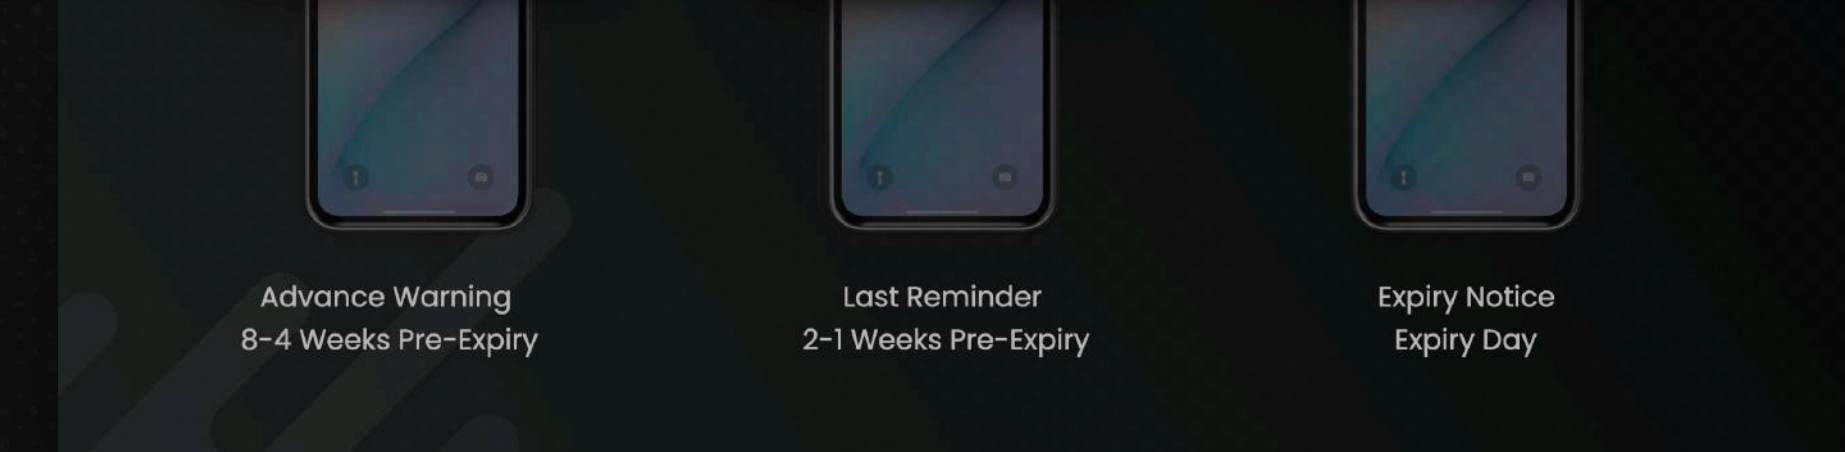 Advance Warning
8-4 Weeks Pre-Expiry
Last Reminder
2-1 Weeks Pre-Expiry
Expiry Notice
Expiry Day